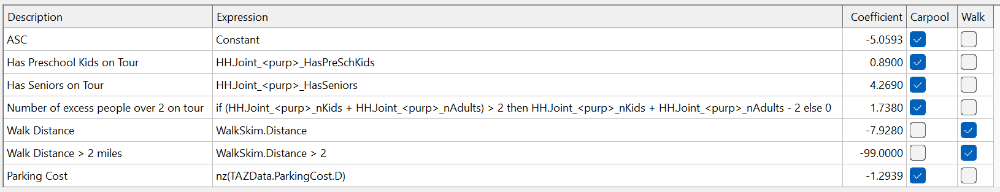 Description Expression Coefficient Carpool Walk
ASC Constant -5.0593
Has Preschool Kids on Tour HH.Joint_<purp>_HasPreSchKids 0.8900
Has Seniors on Tour HH.Joint_<purp>_HasSeniors 4.2690
Number of excess people over 2 on tour if (HH.Joint_<purp>_nKids + HH.Joint_<purp>_nAdults) > 2 then HH.Joint_<purp>_nKids + HH.Joint_<purp>_nAdults - 2 else 0 1.7380
Walk Distance WalkSkim.Distance -7.9280
Walk Distance > 2 miles WalkSkim.Distance > 2 -99.0000
Parking Cost nz(TAZData.ParkingCost.D) -1.2939